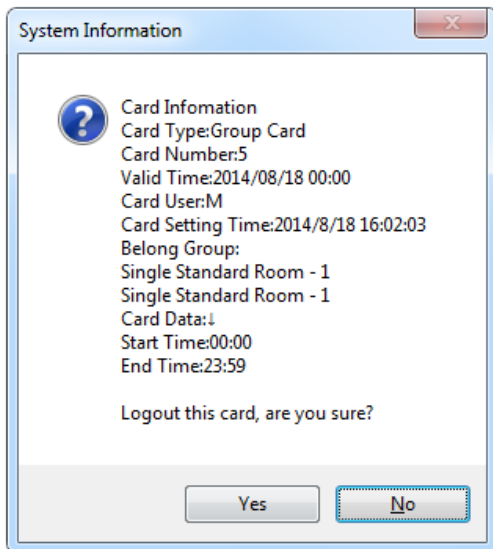 System Information
Card Infomation
Card Type:Group Card
Card Number:5
Valid Time:2014/08/18 00:00
Card User:M
Card Setting Time:2014/8/18 16:02:03
Belong Group:
Single Standard Room - 1
Single Standard Room - 1
Card Data:↓
Start Time:00:00
End Time:23:59
Logout this card, are you sure?
Yes
No